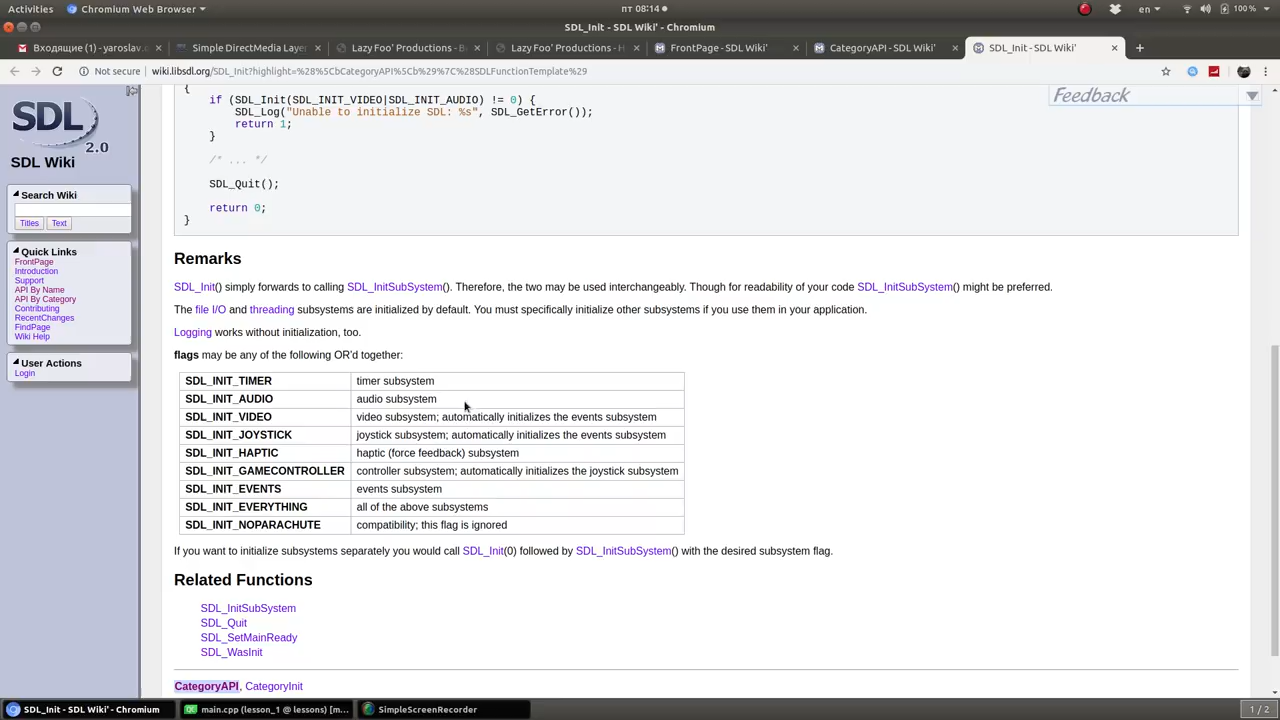 Activities
Chromium Web Browser
пт 08:14
en
100 %
SDL_Init - SDL Wiki' - Chromium
Входящие (1) - yaroslav.
Simple DirectMedia Laye
Lazy Foo' Productions - B
Lazy Foo' Productions - H
FrontPage - SDL Wiki'
CategoryAPI - SDL Wiki'
SDL_Init - SDL Wiki'
Not secure
wiki.libsdl.org/SDL_Init?highlight=%28%5CbCategoryAPI%5Cb%29%7C%28SDLFunctionTemplate%29
SDL
2.0
SDL Wiki
Search Wiki
Titles Text
Quick Links
FrontPage
Introduction
Support
API By Name
API By Category
Contributing
RecentChanges
FindPage
Wiki Help
User Actions
Login
Feedback
{
if (SDL_Init(SDL_INIT_VIDEO|SDL_INIT_AUDIO) != 0) {
SDL_Log("Unable to initialize SDL: %s", SDL_GetError());
return 1;
}
/* ... */
SDL_Quit();
return 0;
}
Remarks
SDL_Init() simply forwards to calling SDL_InitSubSystem(). Therefore, the two may be used interchangeably. Though for readability of your code SDL_InitSubSystem() might be preferred.
The file I/O and threading subsystems are initialized by default. You must specifically initialize other subsystems if you use them in your application.
Logging works without initialization, too.
flags may be any of the following OR'd together:
SDL_INIT_TIMER timer subsystem
SDL_INIT_AUDIO audio subsystem
SDL_INIT_VIDEO video subsystem; automatically initializes the events subsystem
SDL_INIT_JOYSTICK joystick subsystem; automatically initializes the events subsystem
SDL_INIT_HAPTIC haptic (force feedback) subsystem
SDL_INIT_GAMECONTROLLER controller subsystem; automatically initializes the joystick subsystem
SDL_INIT_EVENTS events subsystem
SDL_INIT_EVERYTHING all of the above subsystems
SDL_INIT_NOPARACHUTE compatibility; this flag is ignored
If you want to initialize subsystems separately you would call SDL_Init(0) followed by SDL_InitSubSystem() with the desired subsystem flag.
Related Functions
SDL_InitSubSystem
SDL_Quit
SDL_SetMainReady
SDL_WasInit
CategoryAPI, CategoryInit
SDL_Init - SDL Wiki' - Chromium
main.cpp (lesson_1 @ lessons) [m...
SimpleScreenRecorder
1 / 2